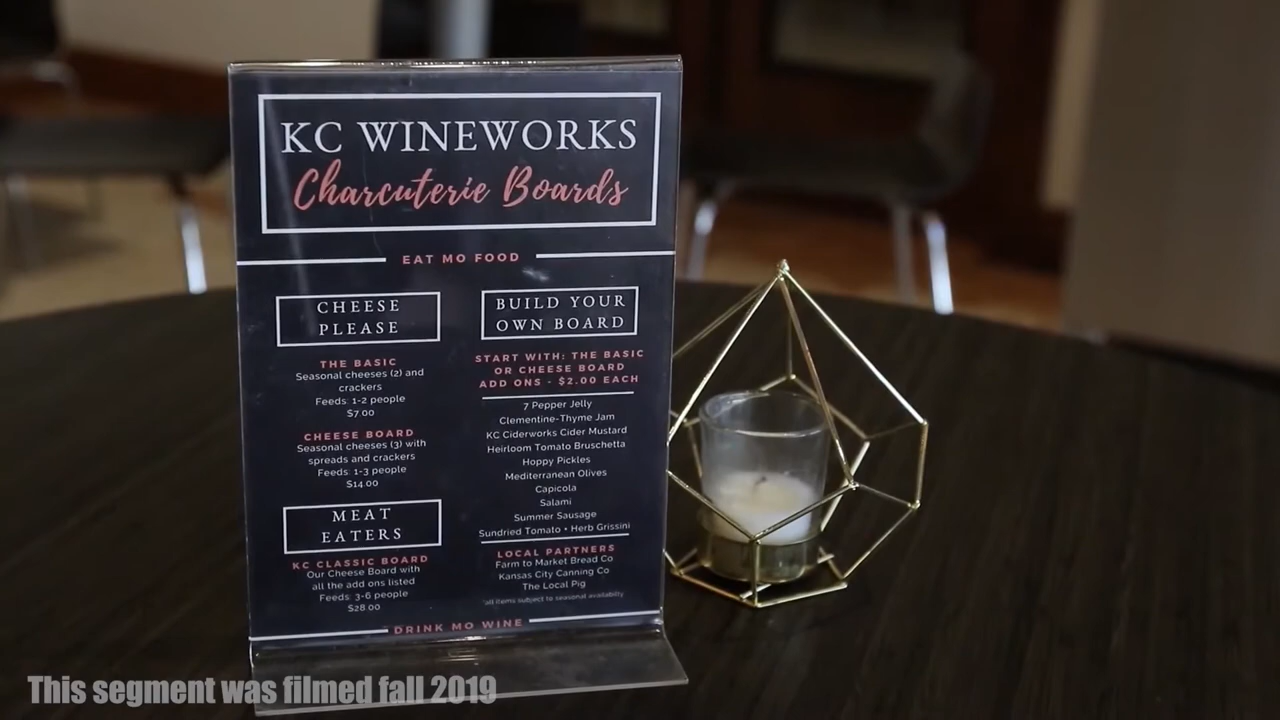 KC WINEWORKS
Charcuterie Boards
EAT MO FOOD
CHEESE
PLEASE
THE BASIC
Seasonal cheeses (2) and
crackers
Feeds: 1-2 people
$7.00
CHEESE BOARD
Seasonal cheeses (3) with
spreads and crackers
Feeds: 1-3 people
$14.00
MEAT
EATERS
KC CLASSIC BOARD
Our Cheese Board with
all the add ons listed
Feeds: 3-6 people
$28.00
BUILD YOUR
OWN BOARD
START WITH: THE BASIC
OR CHEESE BOARD
ADD ONS - $2.00 EACH
7 Pepper Jelly
Clementine-Thyme Jam
KC Ciderworks Cider Mustard
Heirloom Tomato Bruschetta
Hoppy Pickles
Mediterranean Olives
Capicola
Salami
Summer Sausage
Sundried Tomato • Herb Grissini
LOCAL PARTNERS
Farm to Market Bread Co
Kansas City Canning Co
The Local Pig
*all items subject to seasonal availability
DRINK MO WINE
This segment was filmed fall 2019